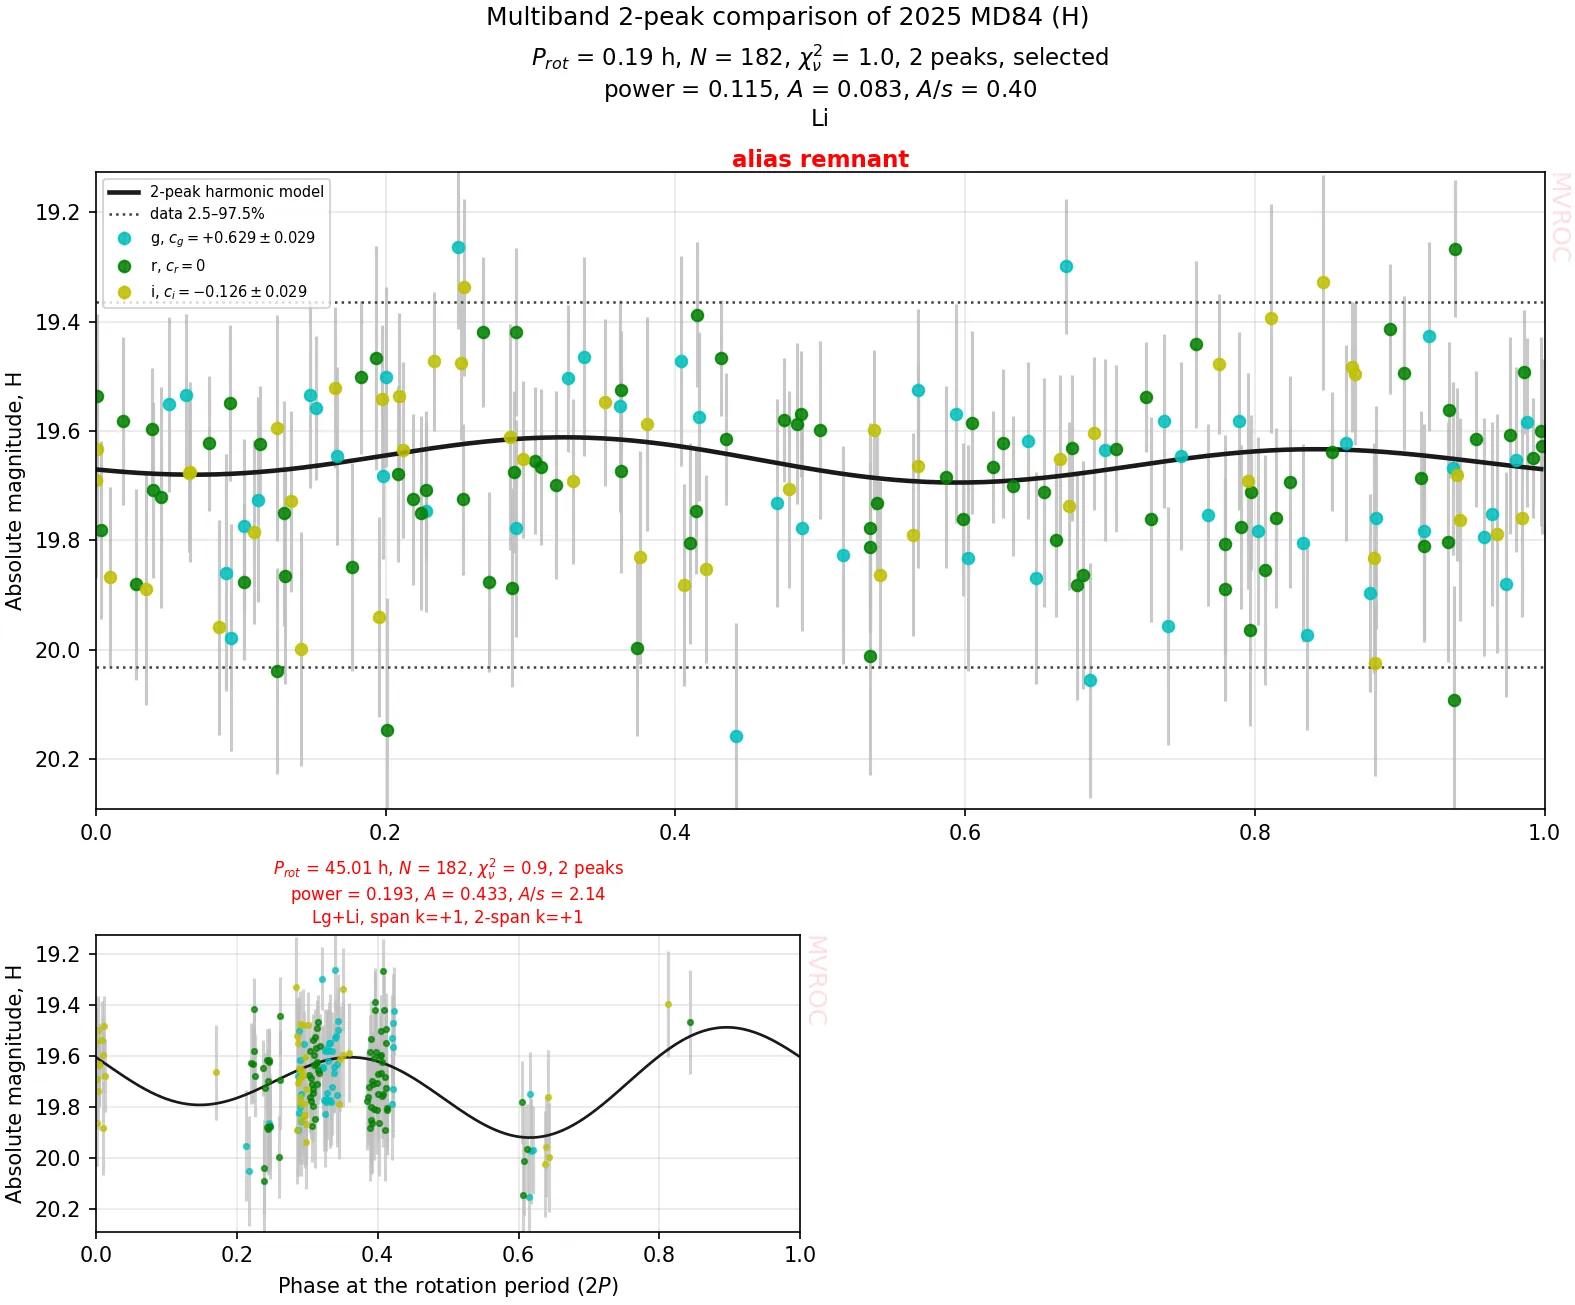 Multiband 2-peak comparison of 2025 MD84 (H)
P_rot = 0.19 h, N = 182, χ²_ν = 1.0, 2 peaks, selected
power = 0.115, A = 0.083, A/s = 0.40
Li
alias remnant
2-peak harmonic model
data 2.5–97.5%
g, c_g = +0.629 ± 0.029
r, c_r = 0
i, c_i = −0.126 ± 0.029
MVROC
Absolute magnitude, H
19.2
19.4
19.6
19.8
20.0
20.2
0.0 0.2 0.4 0.6 0.8 1.0
P_rot = 45.01 h, N = 182, χ²_ν = 0.9, 2 peaks
power = 0.193, A = 0.433, A/s = 2.14
Lg+Li, span k=+1, 2-span k=+1
MVROC
Absolute magnitude, H
19.2
19.4
19.6
19.8
20.0
20.2
0.0 0.2 0.4 0.6 0.8 1.0
Phase at the rotation period (2P)